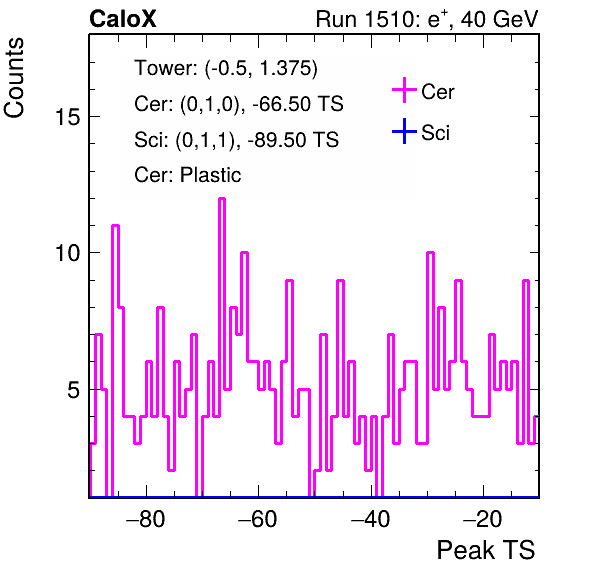 CaloX Run 1510: e⁺, 40 GeV
Counts
Tower: (-0.5, 1.375)
Cer: (0,1,0), -66.50 TS
Sci: (0,1,1), -89.50 TS
Cer: Plastic
Cer
Sci
15
10
5
−80 −60 −40 −20
Peak TS